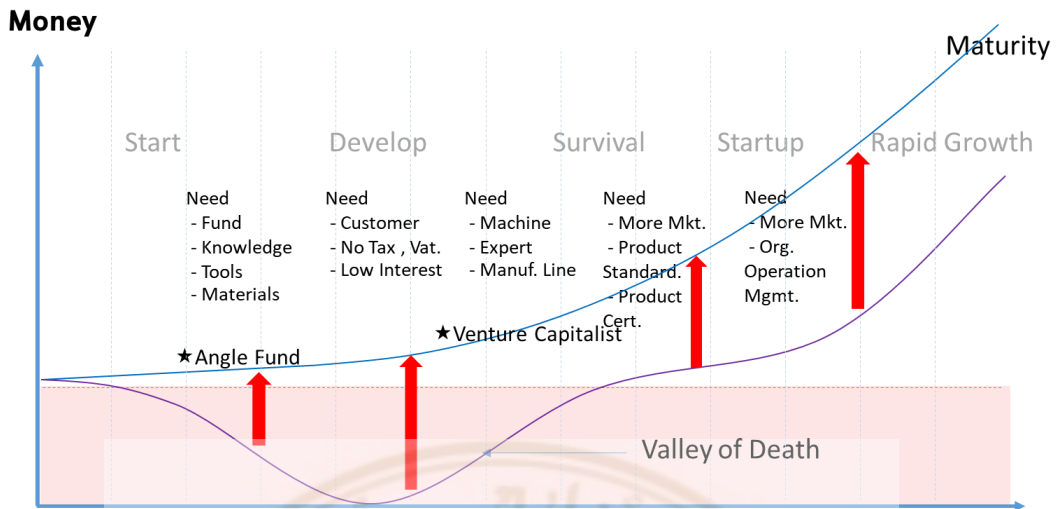 Money
Maturity
Start
Develop
Survival
Startup
Rapid Growth
Need
- Fund
- Knowledge
- Tools
- Materials
Need
- Customer
- No Tax , Vat.
- Low Interest
Need
- Machine
- Expert
- Manuf. Line
Need
- More Mkt.
- Product
Standard.
- Product
Cert.
Need
- More Mkt.
- Org.
Operation
Mgmt.
★Angle Fund
★Venture Capitalist
Valley of Death